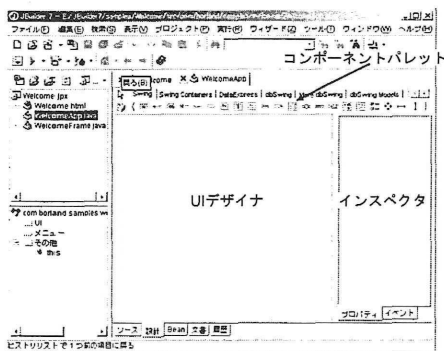 JBuilder 7 - E:/JBuilder7/samples/Welcome/src/com/borland/
ファイル(F) 編集(E) 検索(S) 表示(V) プロジェクト(P) 実行(R) ウィザード(W) ツール(T) ウィンドウ(W) ヘルプ(H)
コンポーネントパレット
戻る(B) come WelcomeApp
Swing Swing Containers DataExpress dbSwing More dbSwing dbSwing Models
Welcome.jpx
Welcome.html
WelcomeApp.java
WelcomeFrame.java
UIデザイナ
インスペクタ
com.borland.samples.we
UI
メニュー
その他
this
プロパティ イベント
ソース 設計 Bean 文書 履歴
ヒストリリストで1つ前の項目に戻る